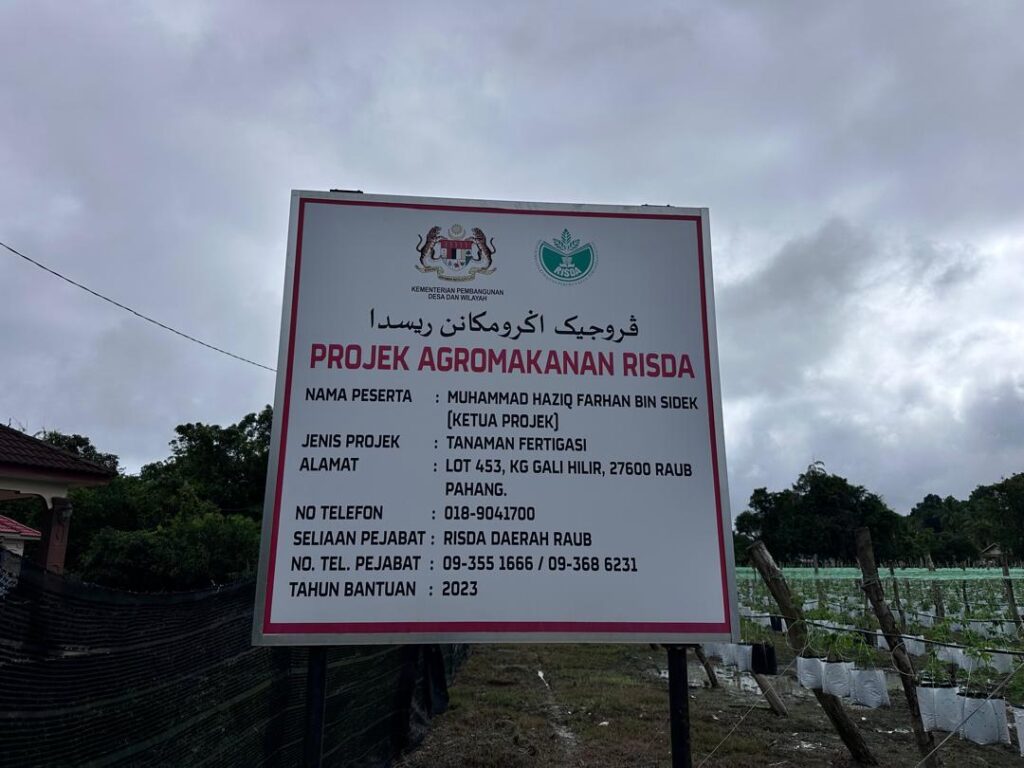 KEMENTERIAN PEMBANGUNAN
DESA DAN WILAYAH
RISDA
ڤروجيک اݢرومکانن ريسدا
PROJEK AGROMAKANAN RISDA
NAMA PESERTA : MUHAMMAD HAZIQ FARHAN BIN SIDEK
(KETUA PROJEK)
JENIS PROJEK : TANAMAN FERTIGASI
ALAMAT : LOT 453, KG GALI HILIR, 27600 RAUB
PAHANG.
NO TELEFON : 018-9041700
SELIAAN PEJABAT : RISDA DAERAH RAUB
NO. TEL. PEJABAT : 09-355 1666 / 09-368 6231
TAHUN BANTUAN : 2023